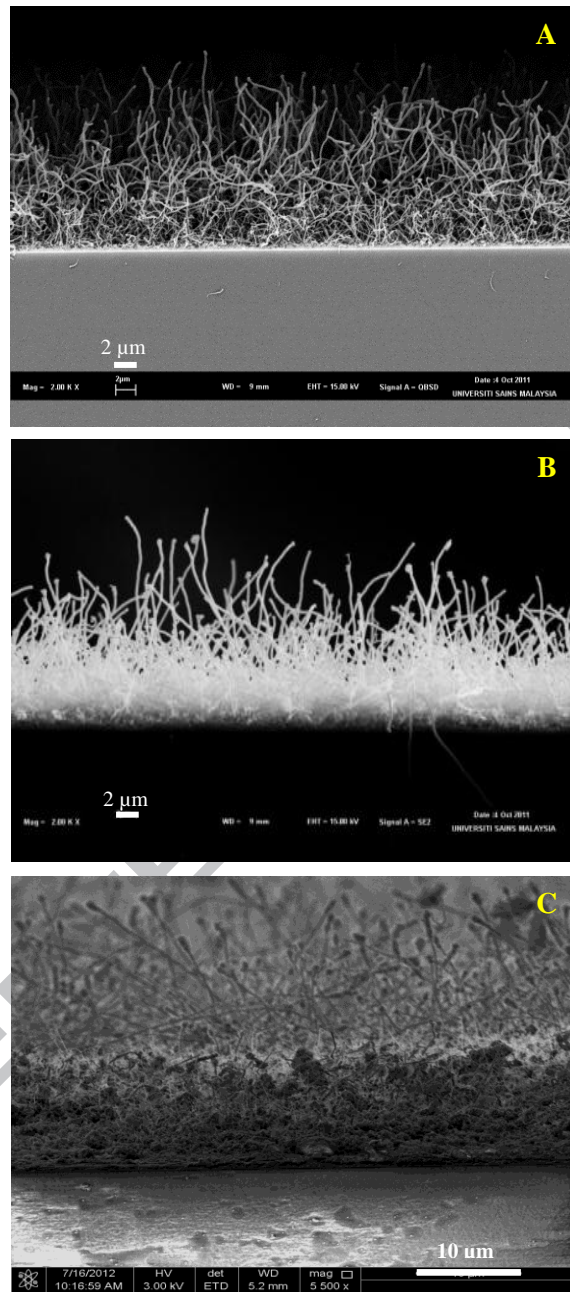 A
2 µm
Mag = 2.00 K X 2µm WD = 9 mm EHT = 15.00 kV Signal A = QBSD Date :4 Oct 2011
UNIVERSITI SAINS MALAYSIA
B
2 µm
Mag = 2.00 K X WD = 9 mm EHT = 15.00 kV Signal A = SE2 Date :4 Oct 2011
UNIVERSITI SAINS MALAYSIA
C
10 um
7/16/2012 HV det WD mag
10:16:59 AM 3.00 kV ETD 5.2 mm 5 500 x